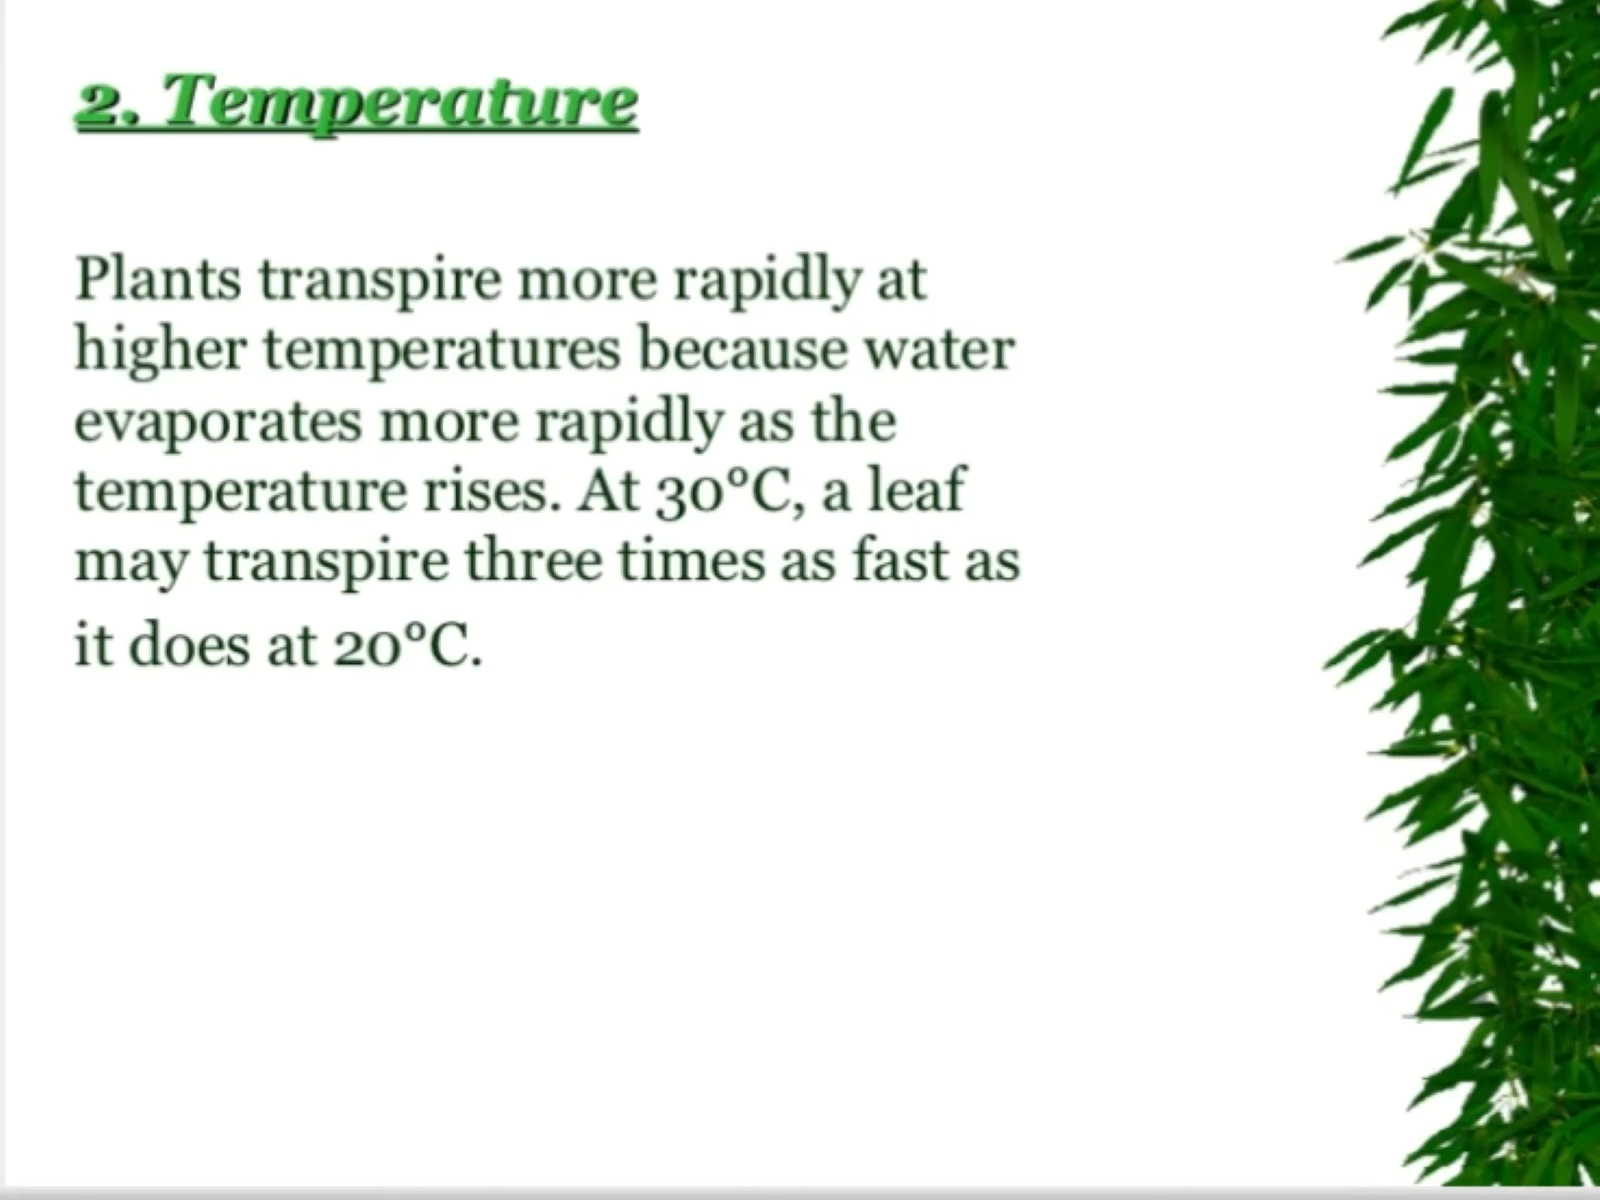 2. Temperature
Plants transpire more rapidly at
higher temperatures because water
evaporates more rapidly as the
temperature rises. At 30°C, a leaf
may transpire three times as fast as
it does at 20°C.